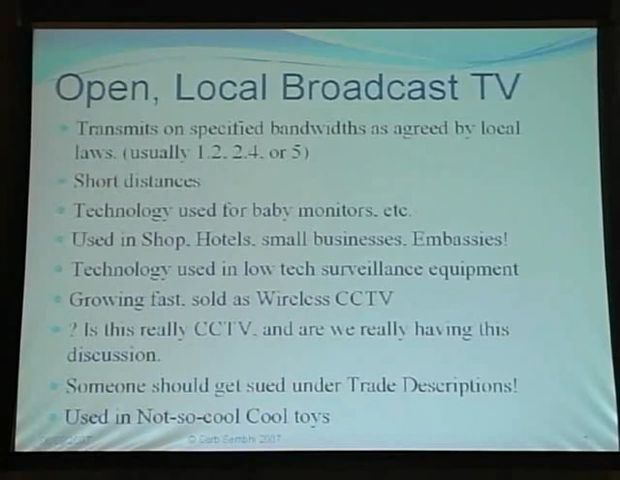 Open, Local Broadcast TV
Transmits on specified bandwidths as agreed by local
laws. (usually 1.2, 2.4, or 5)
Short distances
Technology used for baby monitors, etc.
Used in Shop, Hotels, small businesses, Embassies!
Technology used in low tech surveillance equipment
Growing fast, sold as Wireless CCTV
? Is this really CCTV, and are we really having this
discussion.
Someone should get sued under Trade Descriptions!
Used in Not-so-cool Cool toys
© Sarb Sembhi 2007